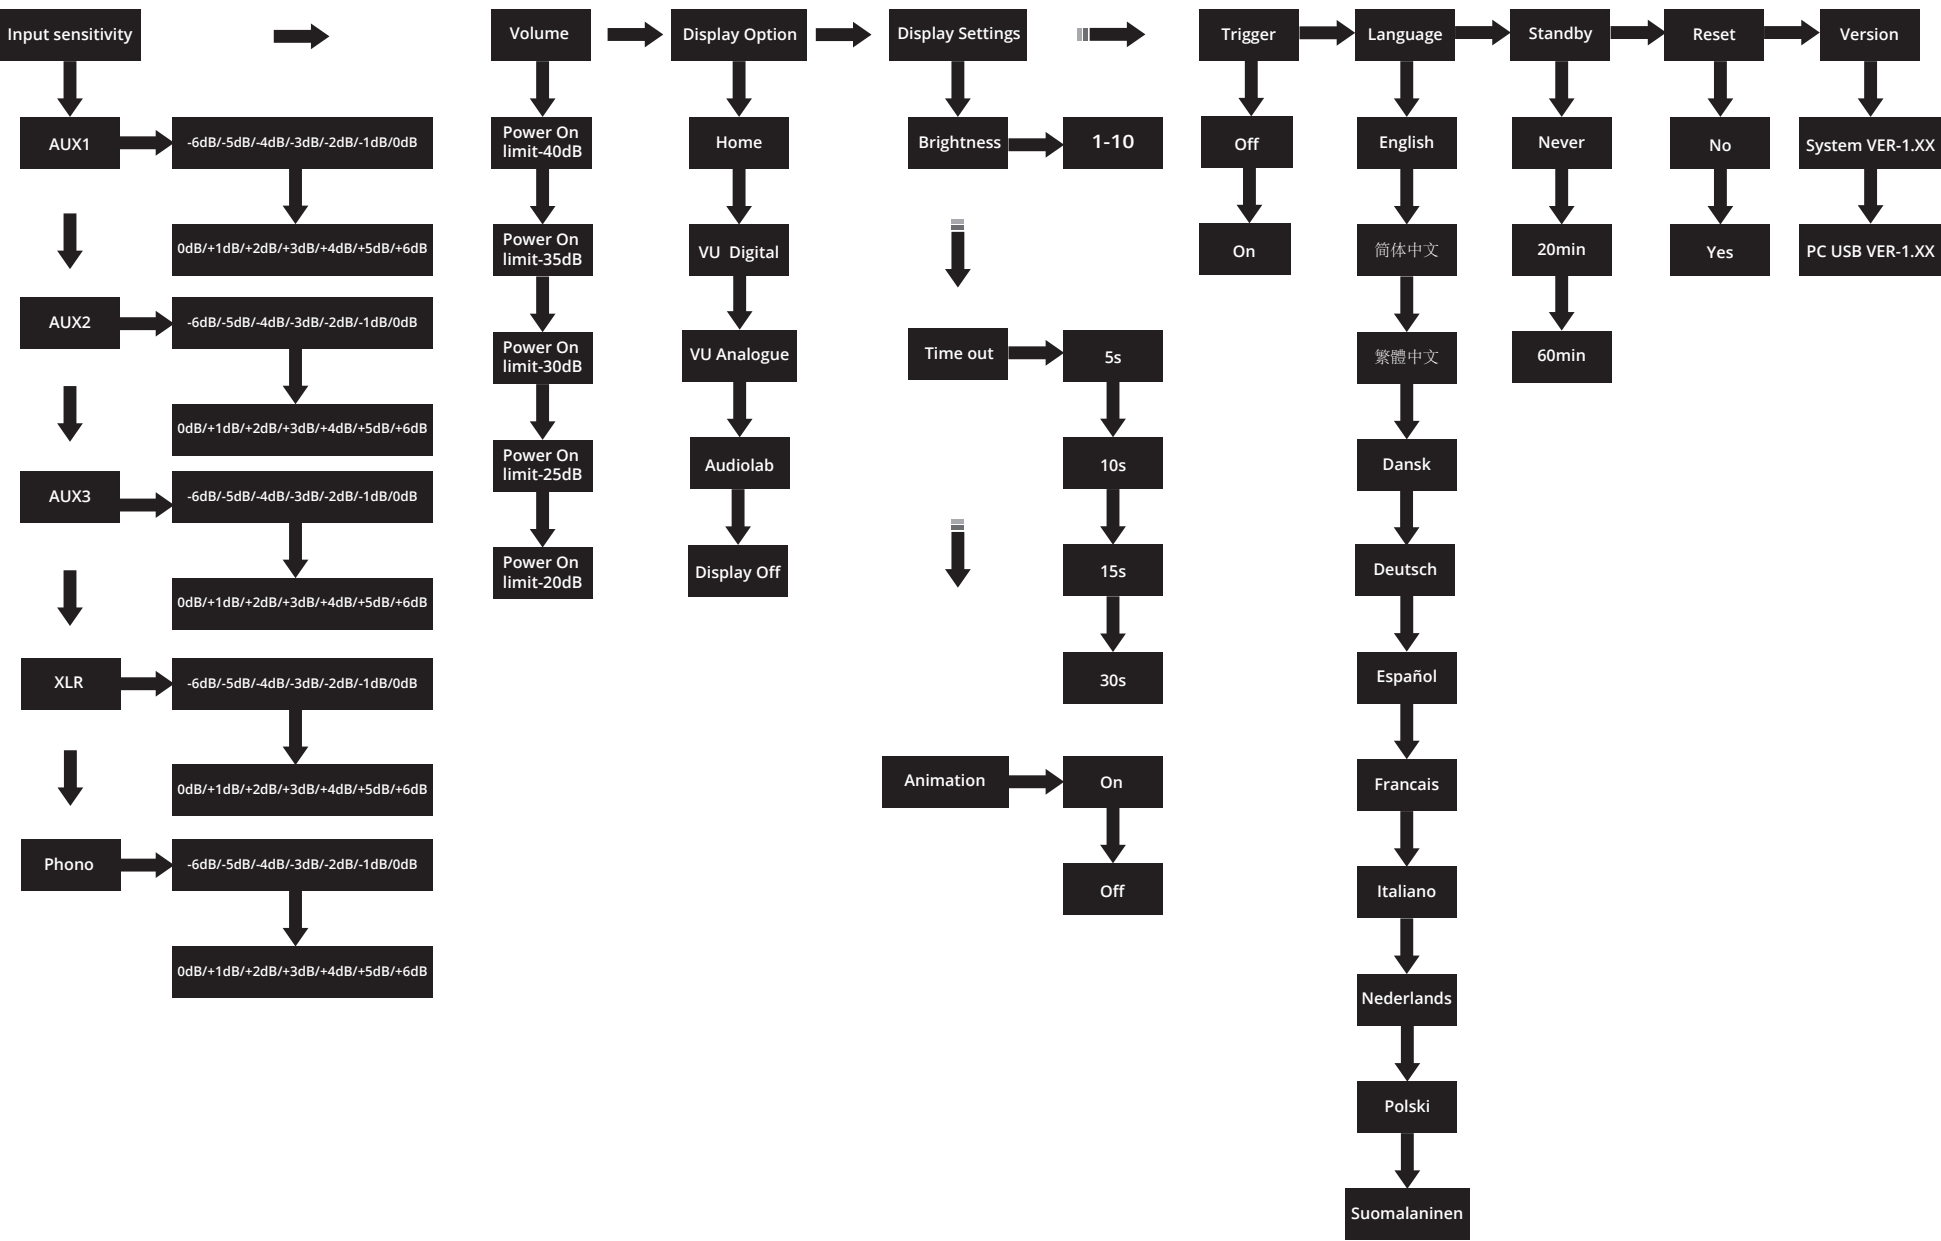 Input sensitivity
AUX1
-6dB/-5dB/-4dB/-3dB/-2dB/-1dB/0dB
0dB/+1dB/+2dB/+3dB/+4dB/+5dB/+6dB
AUX2
-6dB/-5dB/-4dB/-3dB/-2dB/-1dB/0dB
0dB/+1dB/+2dB/+3dB/+4dB/+5dB/+6dB
AUX3
-6dB/-5dB/-4dB/-3dB/-2dB/-1dB/0dB
0dB/+1dB/+2dB/+3dB/+4dB/+5dB/+6dB
XLR
-6dB/-5dB/-4dB/-3dB/-2dB/-1dB/0dB
0dB/+1dB/+2dB/+3dB/+4dB/+5dB/+6dB
Phono
-6dB/-5dB/-4dB/-3dB/-2dB/-1dB/0dB
0dB/+1dB/+2dB/+3dB/+4dB/+5dB/+6dB
Volume
Power On
limit-40dB
Power On
limit-35dB
Power On
limit-30dB
Power On
limit-25dB
Power On
limit-20dB
Display Option
Home
VU Digital
VU Analogue
Audiolab
Display Off
Display Settings
Brightness
1-10
Time out
5s
10s
15s
30s
Animation
On
Off
Trigger
Off
On
Language
English
简体中文
繁體中文
Dansk
Deutsch
Español
Francais
Italiano
Nederlands
Polski
Suomalaninen
Standby
Never
20min
60min
Reset
No
Yes
Version
System VER-1.XX
PC USB VER-1.XX